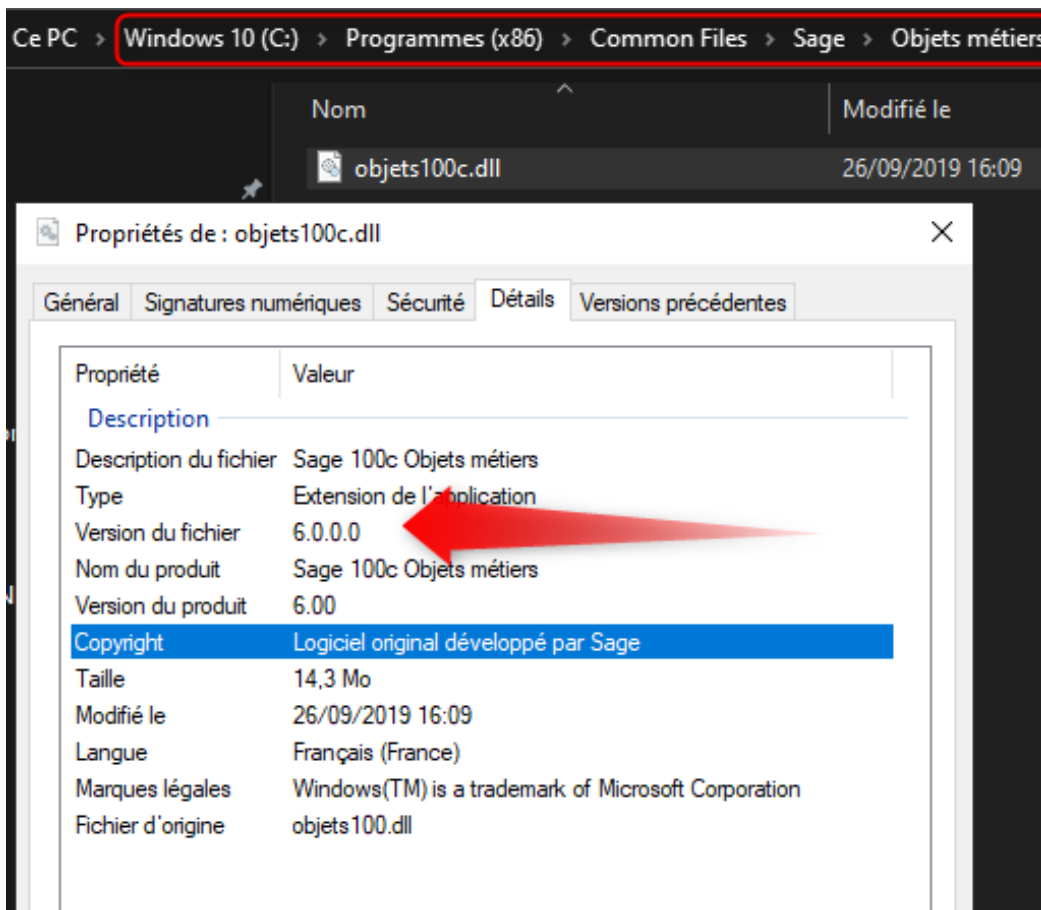 Ce PC > Windows 10 (C:) > Programmes (x86) > Common Files > Sage > Objets métiers
Nom Modifié le
objets100c.dll 26/09/2019 16:09
Propriétés de : objets100c.dll
Général Signatures numériques Sécurité Détails Versions précédentes
Propriété Valeur
Description
Description du fichier Sage 100c Objets métiers
Type Extension de l'application
Version du fichier 6.0.0.0
Nom du produit Sage 100c Objets métiers
Version du produit 6.00
Copyright Logiciel original développé par Sage
Taille 14,3 Mo
Modifié le 26/09/2019 16:09
Langue Français (France)
Marques légales Windows(TM) is a trademark of Microsoft Corporation
Fichier d'origine objets100.dll